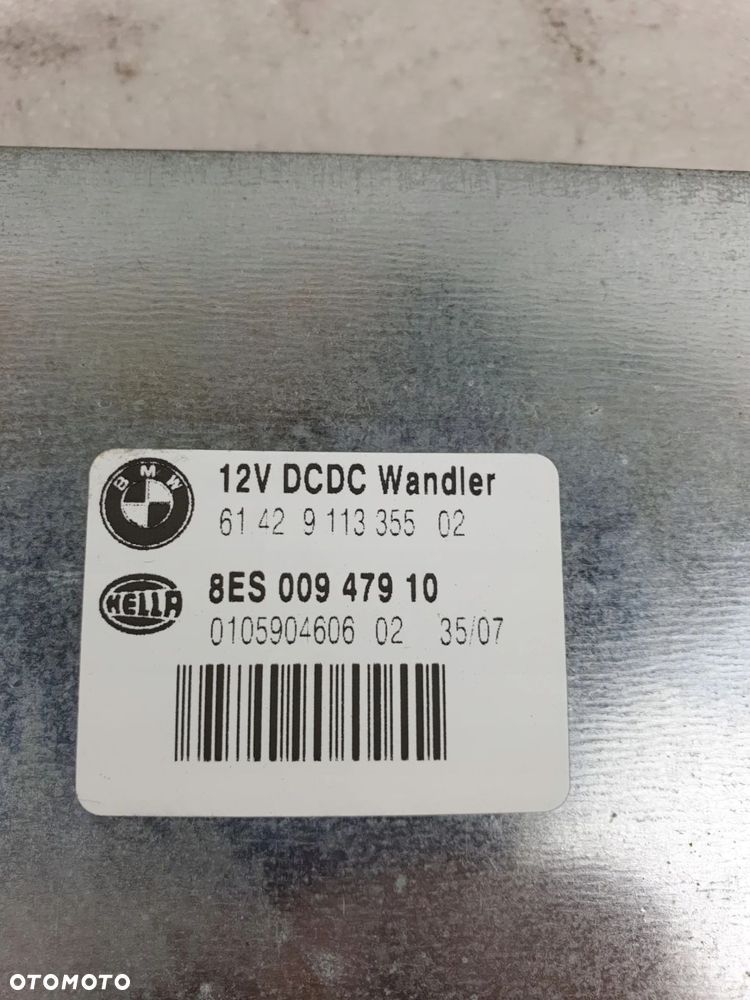 BMW
12V DCDC Wandler
61 42 9 113 355 02
HELLA
8ES 009 479 10
0105904606 02 35/07
OTOMOTO